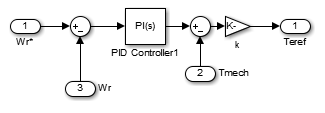 1
Wr*
PI(s)
PID Controller1
K-
k
1
Teref
3
Wr
2
Tmech